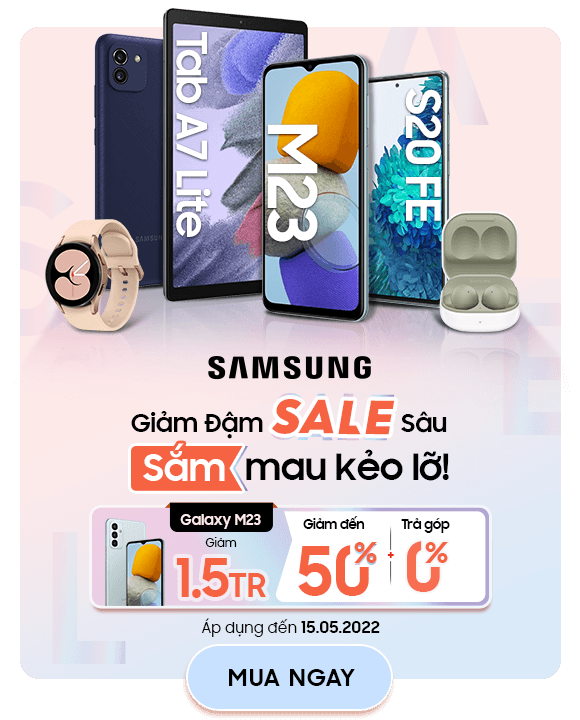 Tab A7 Lite
M23
S20 FE
SAMSUNG
SAMSUNG
Giảm Đậm SALE Sâu
Sắm mau kẻo lỡ!
Galaxy M23
Giảm
1.5TR
Giảm đến
50%
+
Trả góp
0%
Áp dụng đến 15.05.2022
MUA NGAY